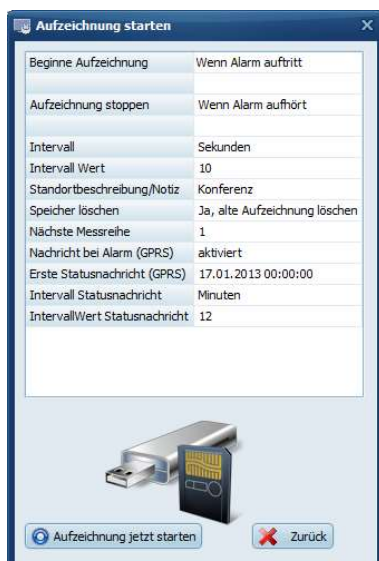 Aufzeichnung starten
Beginne Aufzeichnung Wenn Alarm auftritt
Aufzeichnung stoppen Wenn Alarm aufhört
Intervall Sekunden
Intervall Wert 10
Standortbeschreibung/Notiz Konferenz
Speicher löschen Ja, alte Aufzeichnung löschen
Nächste Messreihe 1
Nachricht bei Alarm (GPRS) aktiviert
Erste Statusnachricht (GPRS) 17.01.2013 00:00:00
Intervall Statusnachricht Minuten
IntervallWert Statusnachricht 12
Aufzeichnung jetzt starten Zurück